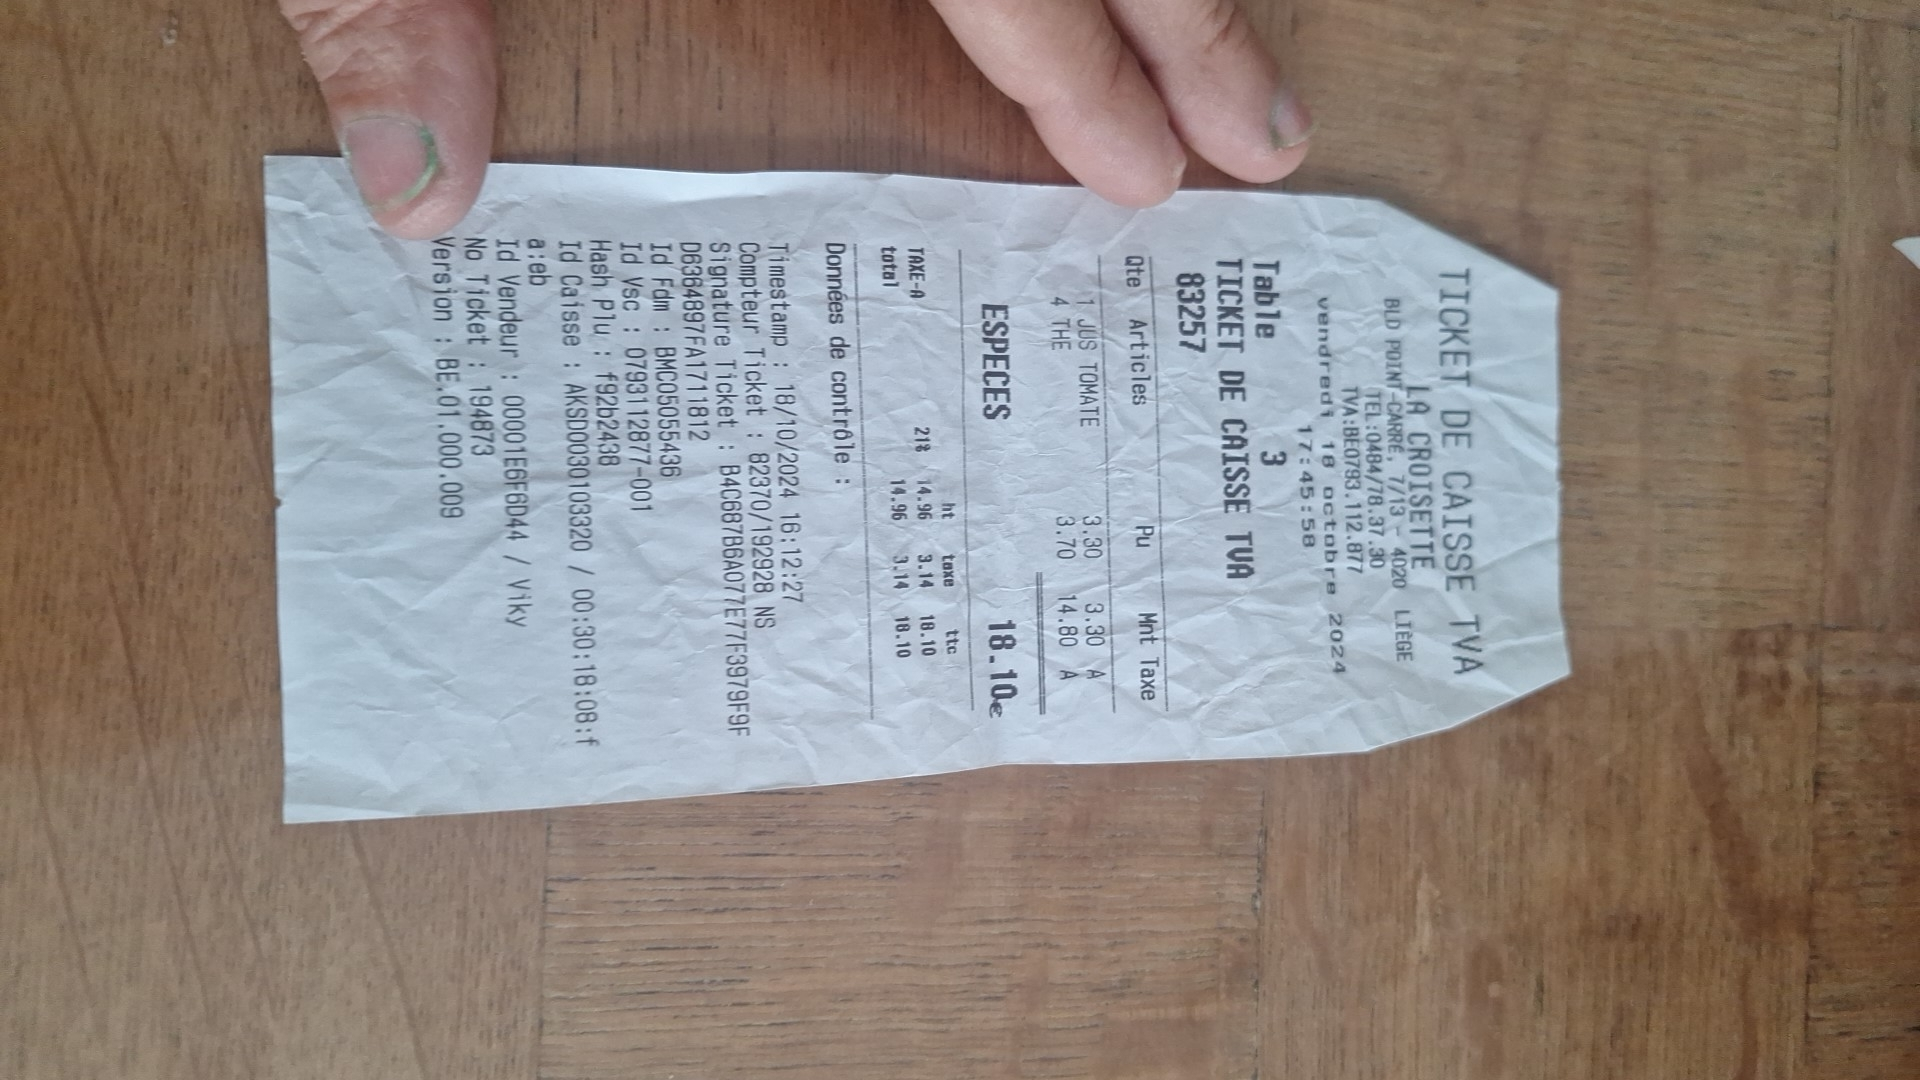 TICKET DE CAISSE TVA
LA CROISETTE
BLD POINT-CARRE, 7/13 - 4020 LIEGE
TEL:0484/78.37.30
TVA:BE0793.112.877
vendredi 18 octobre 2024
17:45:58
Table 3
TICKET DE CAISSE TVA
83257
Qte Articles Pu Mnt Taxe
1 JUS TOMATE 3.30 3.30 A
4 THE 3.70 14.80 A
ESPECES 18.10€
ht taxe ttc
TAXE-A 21% 14.96 3.14 18.10
total 14.96 3.14 18.10
Données de contrôle :
Timestamp : 18/10/2024 16:12:27
Compteur Ticket : 82370/192928 NS
Signature Ticket : B4C687B6A077E77F3979F9F
D6364897FA1711812
Id Fdm : BMC05055436
Id Vsc : 0793112877-001
Hash Plu : f92b2438
Id Caisse : AKSD0030103320 / 00:30:18:08:f
a:eb
Id Vendeur : 00001E6F6D44 / Viky
No Ticket : 194873
Version : BE.01.000.009